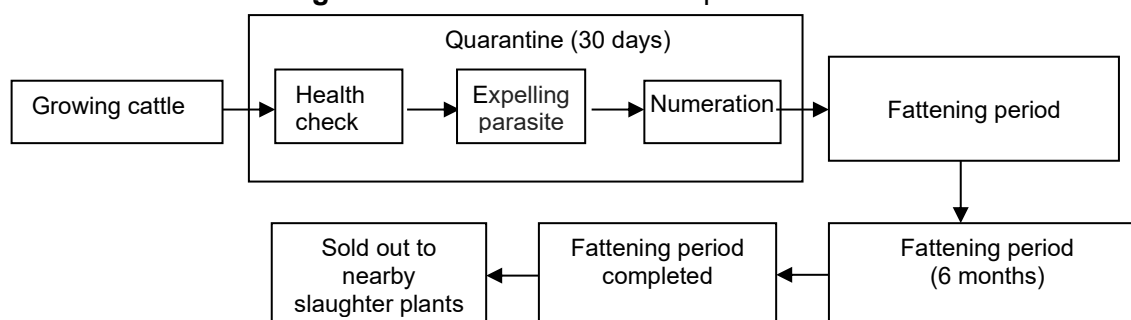 Quarantine (30 days)
Growing cattle
Health
check
Expelling
parasite
Numeration
Fattening period
Fattening period
(6 months)
Fattening period
completed
Sold out to
nearby
slaughter plants